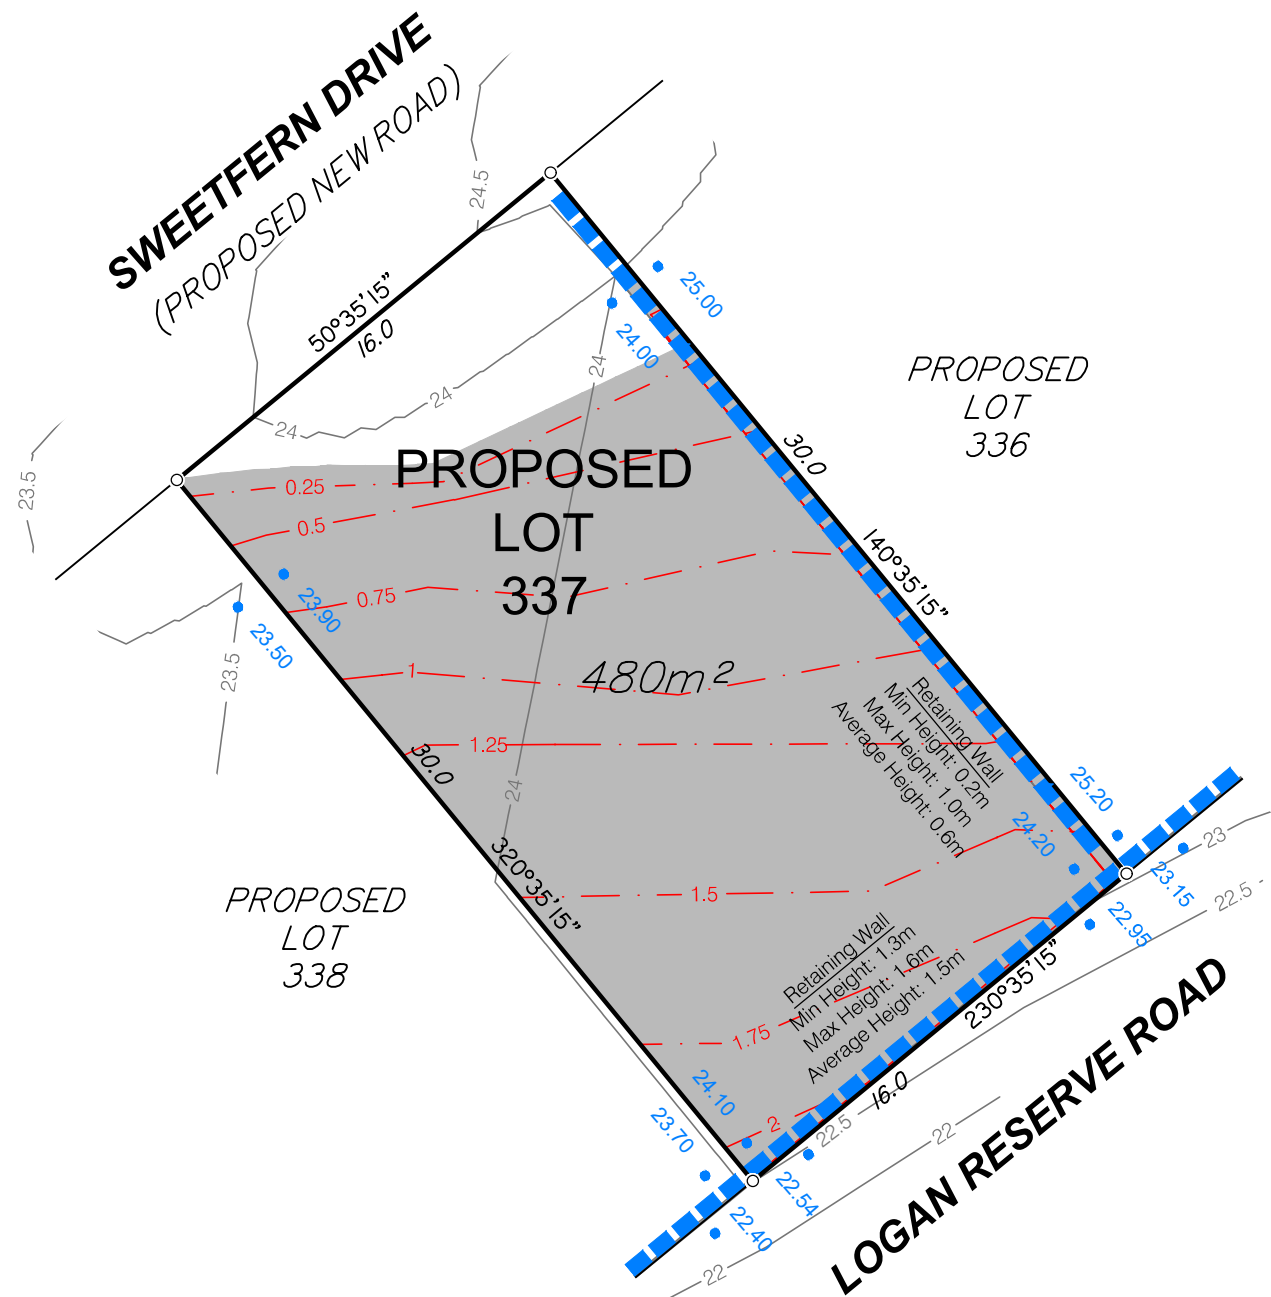 SWEETFERN DRIVE
(PROPOSED NEW ROAD)
24.5
50°35'15"
16.0
24
24
24
23.5
25.00
24.00
PROPOSED
LOT
336
30.0
140°35'15"
PROPOSED
LOT
337
480m²
0.25
0.5
0.75
1
1.25
1.5
1.75
2
23.90
23.50
23.5
30.0
24
320°35'15"
PROPOSED
LOT
338
Retaining Wall
Min Height: 0.2m
Max Height: 1.0m
Average Height: 0.6m
25.20
24.20
23
23.15
22.95
22.5
Retaining Wall
Min Height: 1.3m
Max Height: 1.6m
Average Height: 1.5m
230°35'15"
16.0
24.10
23.70
22.54
22.40
22.5
22
22
LOGAN RESERVE ROAD